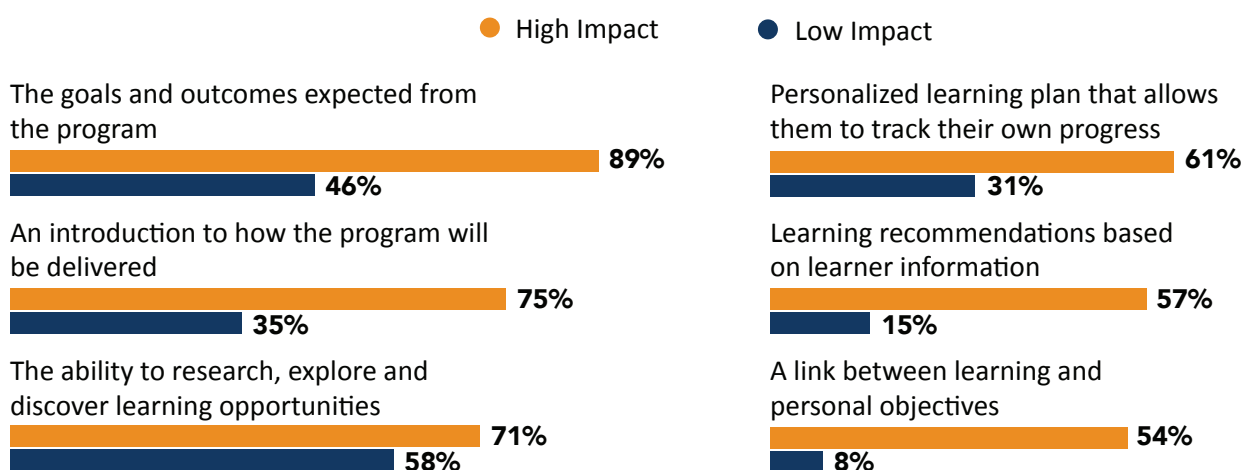 High Impact
Low Impact
The goals and outcomes expected from
the program
89%
46%
An introduction to how the program will
be delivered
75%
35%
The ability to research, explore and
discover learning opportunities
71%
58%
Personalized learning plan that allows
them to track their own progress
61%
31%
Learning recommendations based
on learner information
57%
15%
A link between learning and
personal objectives
54%
8%